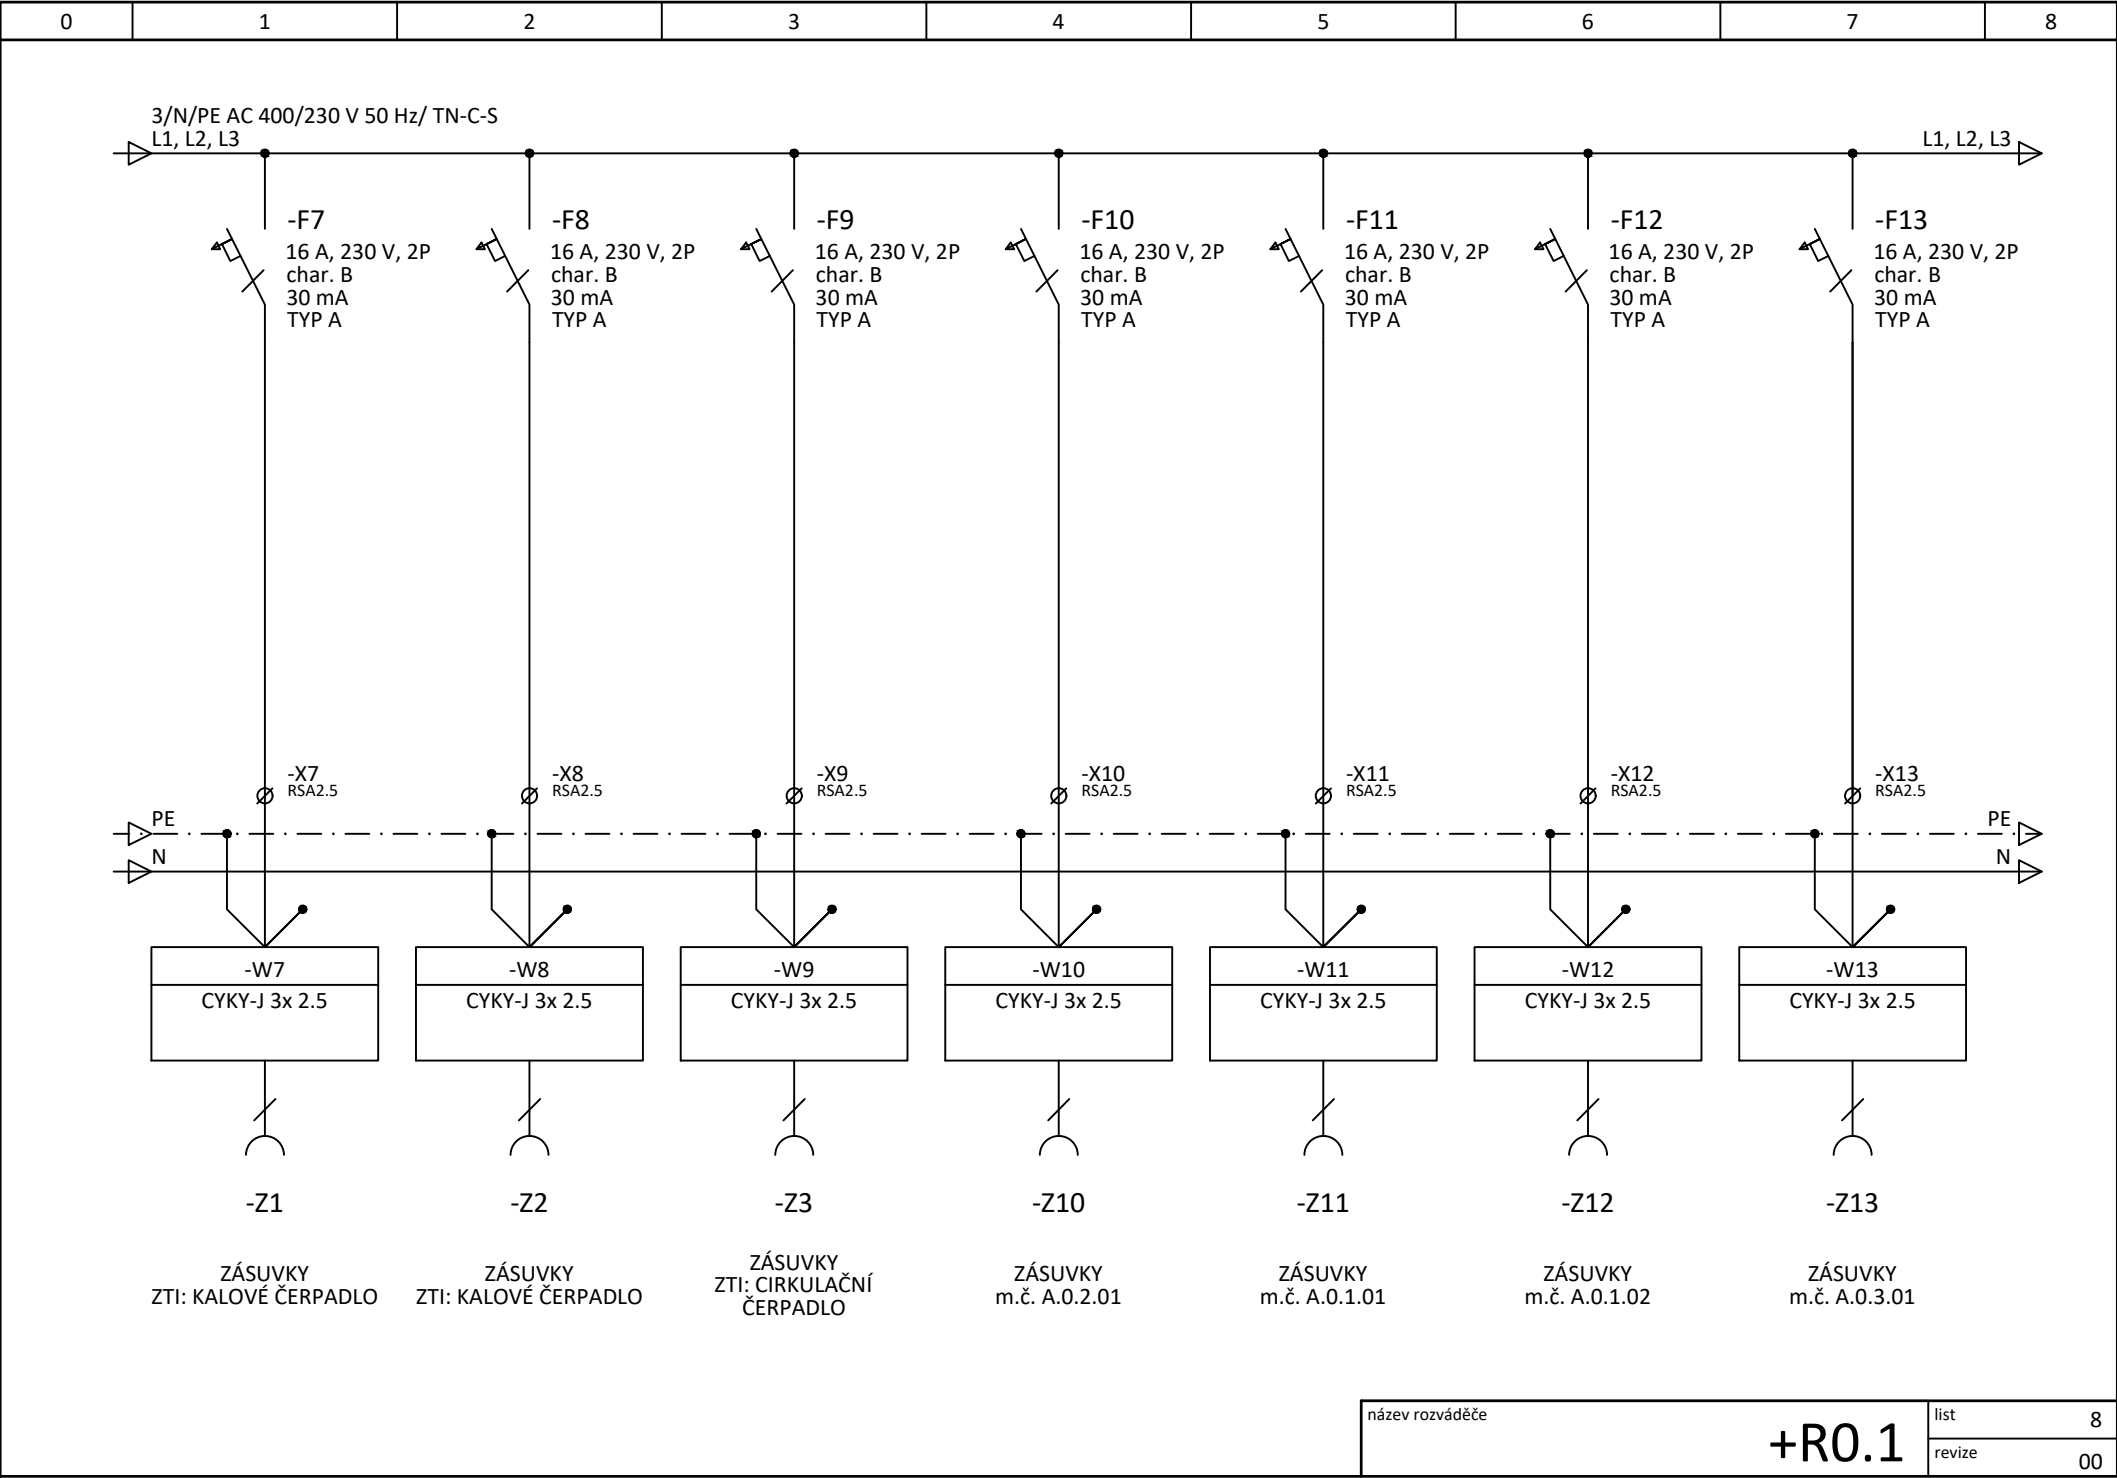 0 1 2 3 4 5 6 7 8
3/N/PE AC 400/230 V 50 Hz/ TN-C-S
L1, L2, L3
L1, L2, L3
-F7
16 A, 230 V, 2P
char. B
30 mA
TYP A
-F8
16 A, 230 V, 2P
char. B
30 mA
TYP A
-F9
16 A, 230 V, 2P
char. B
30 mA
TYP A
-F10
16 A, 230 V, 2P
char. B
30 mA
TYP A
-F11
16 A, 230 V, 2P
char. B
30 mA
TYP A
-F12
16 A, 230 V, 2P
char. B
30 mA
TYP A
-F13
16 A, 230 V, 2P
char. B
30 mA
TYP A
-X7
RSA2.5
-X8
RSA2.5
-X9
RSA2.5
-X10
RSA2.5
-X11
RSA2.5
-X12
RSA2.5
-X13
RSA2.5
PE
PE
N
N
-W7
CYKY-J 3x 2.5
-W8
CYKY-J 3x 2.5
-W9
CYKY-J 3x 2.5
-W10
CYKY-J 3x 2.5
-W11
CYKY-J 3x 2.5
-W12
CYKY-J 3x 2.5
-W13
CYKY-J 3x 2.5
-Z1
ZÁSUVKY
ZTI: KALOVÉ ČERPADLO
-Z2
ZÁSUVKY
ZTI: KALOVÉ ČERPADLO
-Z3
ZÁSUVKY
ZTI: CIRKULAČNÍ
ČERPADLO
-Z10
ZÁSUVKY
m.č. A.0.2.01
-Z11
ZÁSUVKY
m.č. A.0.1.01
-Z12
ZÁSUVKY
m.č. A.0.1.02
-Z13
ZÁSUVKY
m.č. A.0.3.01
název rozváděče
+R0.1
list 8
revize 00